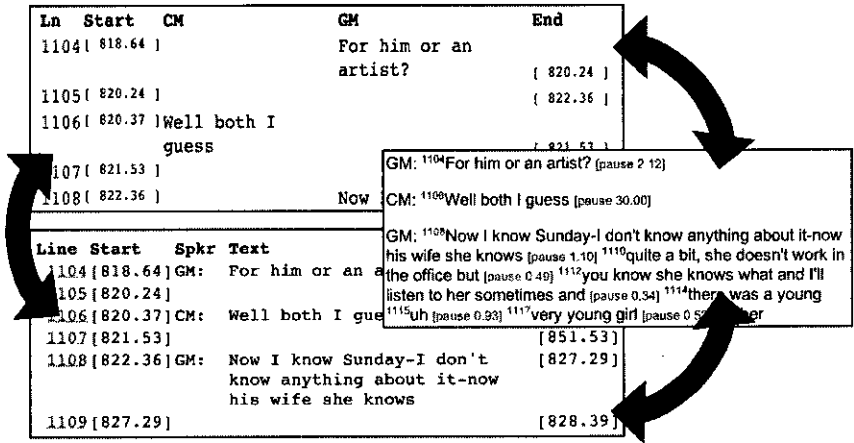 Ln Start CM GM End
1104[ 818.64 ] For him or an
artist? [ 820.24 ]
1105[ 820.24 ] [ 822.36 ]
1106[ 820.37 ]Well both I
guess [ 821.53 ]
1107[ 821.53 ]
1108[ 822.36 ] Now
GM: 1104For him or an artist? [pause 2 12]
CM: 1106Well both I guess [pause 30.00]
GM: 1108Now I know Sunday-I don't know anything about it-now
his wife she knows [pause 1.10] 1110quite a bit, she doesn't work in
the office but [pause 0 49] 1112you know she knows what and I'll
listen to her sometimes and [pause 0.34] 1114there was a young
1115uh [pause 0.93] 1117very young girl [pause 0
Line Start Spkr Text
1104[818.64]GM: For him or an a
1105[820.24]
1106[820.37]CM: Well both I gue
1107[821.53] [851.53]
1108[822.36]GM: Now I know Sunday-I don't [827.29]
know anything about it-now
his wife she knows
1109[827.29] [828.39]